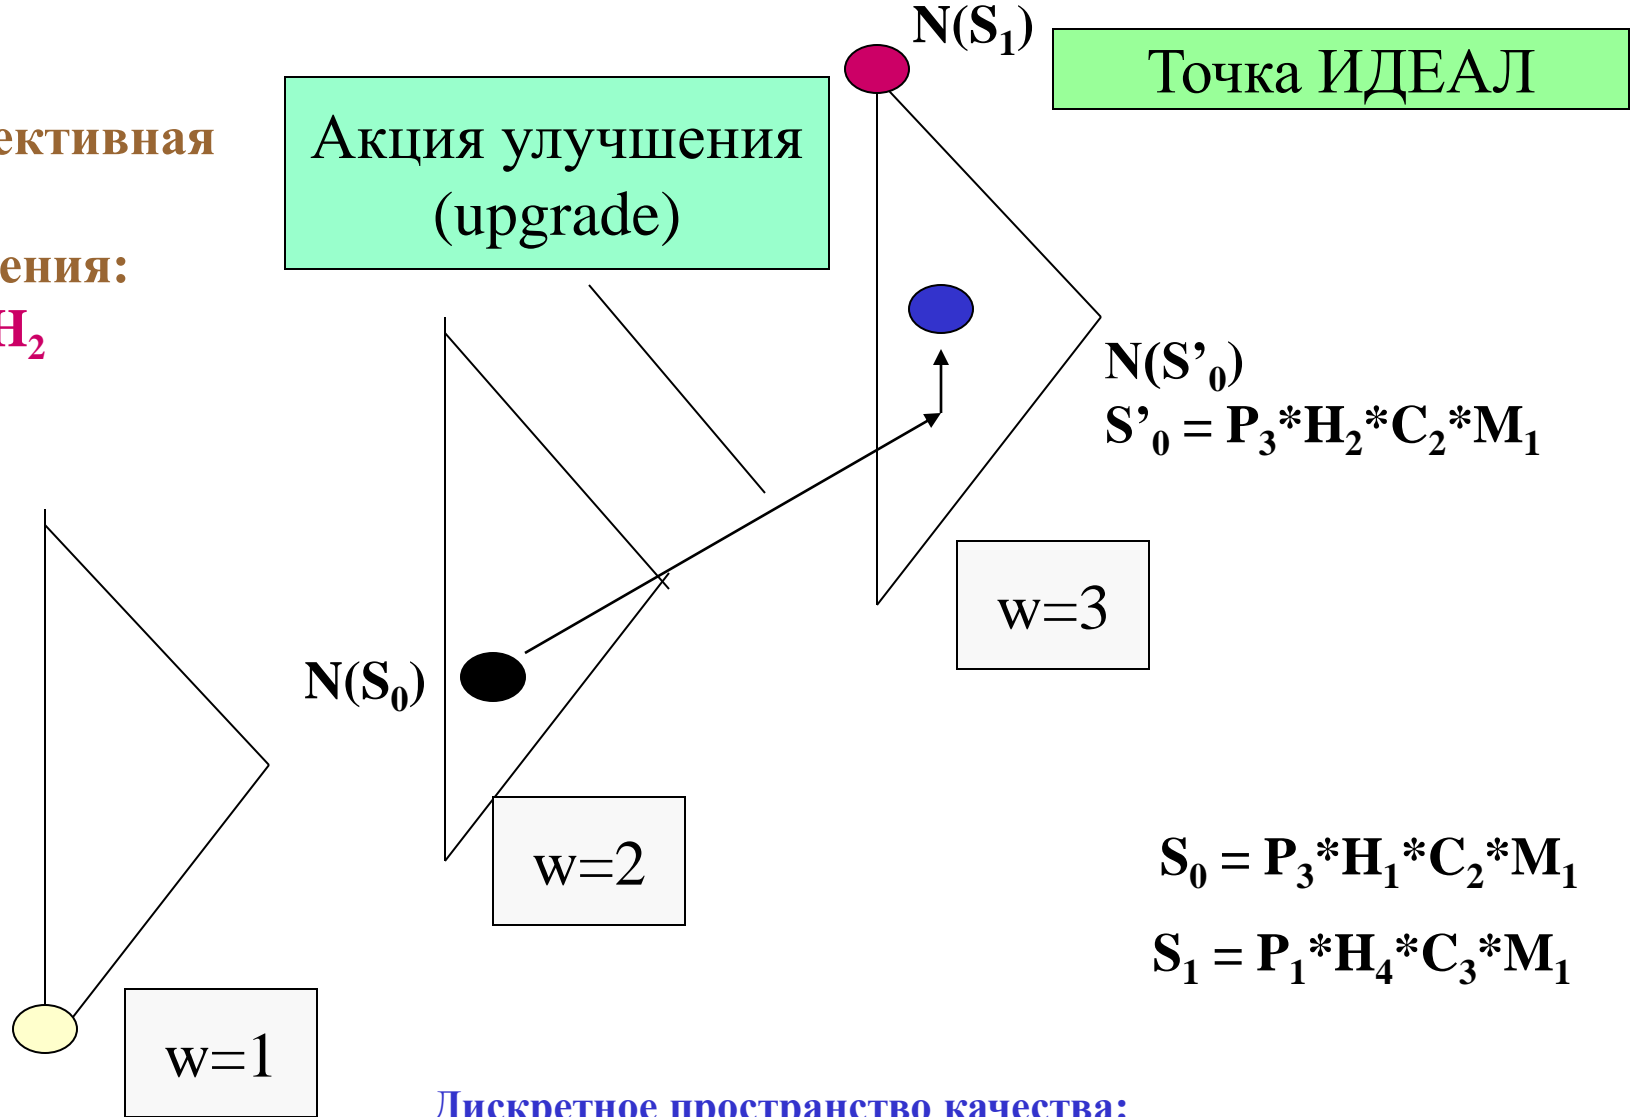 N(S₁)
Точка ИДЕАЛ
Акция улучшения
(upgrade)
ективная
ения:
H₂
N(S’₀)
S’₀ = P₃*H₂*C₂*M₁
w=3
N(S₀)
w=2
S₀ = P₃*H₁*C₂*M₁
S₁ = P₁*H₄*C₃*M₁
w=1
Дискретное пространство качества: